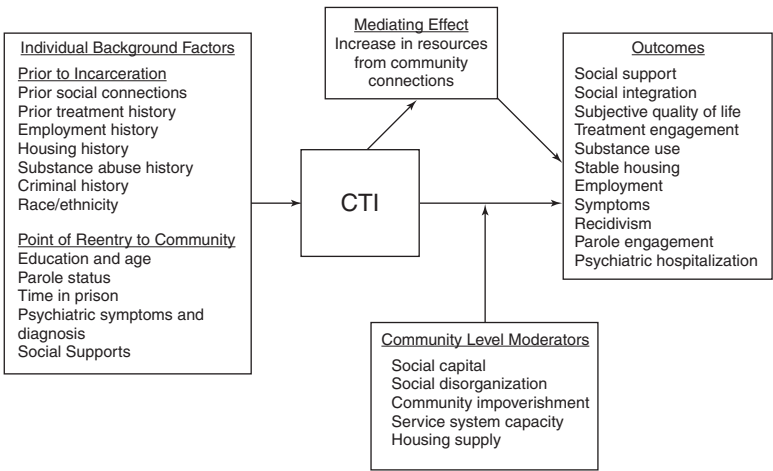 Individual Background Factors
Prior to Incarceration
Prior social connections
Prior treatment history
Employment history
Housing history
Substance abuse history
Criminal history
Race/ethnicity
Point of Reentry to Community
Education and age
Parole status
Time in prison
Psychiatric symptoms and
diagnosis
Social Supports
CTI
Mediating Effect
Increase in resources
from community
connections
Outcomes
Social support
Social integration
Subjective quality of life
Treatment engagement
Substance use
Stable housing
Employment
Symptoms
Recidivism
Parole engagement
Psychiatric hospitalization
Community Level Moderators
Social capital
Social disorganization
Community impoverishment
Service system capacity
Housing supply